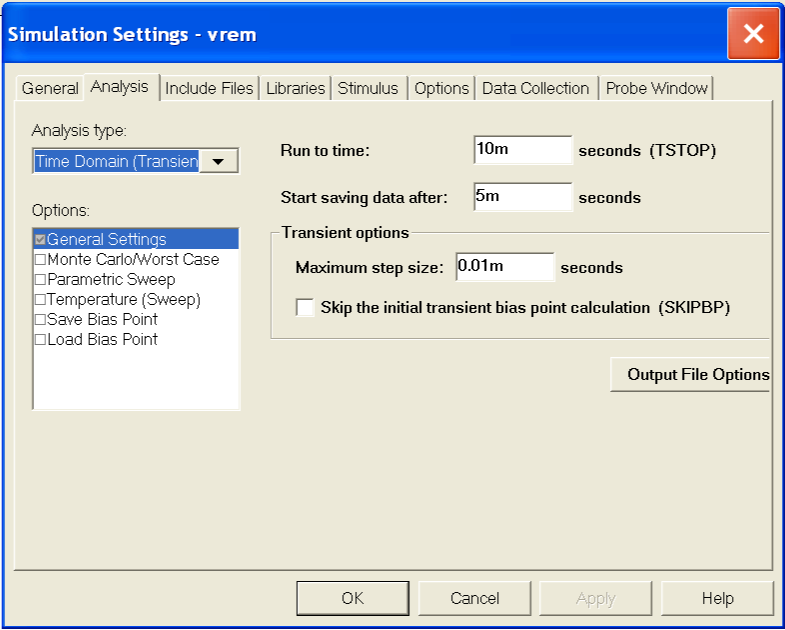 Simulation Settings - vrem
General Analysis Include Files Libraries Stimulus Options Data Collection Probe Window
Analysis type:
Time Domain (Transien
Run to time: 10m seconds (TSTOP)
Start saving data after: 5m seconds
Options:
General Settings
Monte Carlo/Worst Case
Parametric Sweep
Temperature (Sweep)
Save Bias Point
Load Bias Point
Transient options
Maximum step size: 0.01m seconds
Skip the initial transient bias point calculation (SKIPBP)
Output File Options
OK Cancel Apply Help